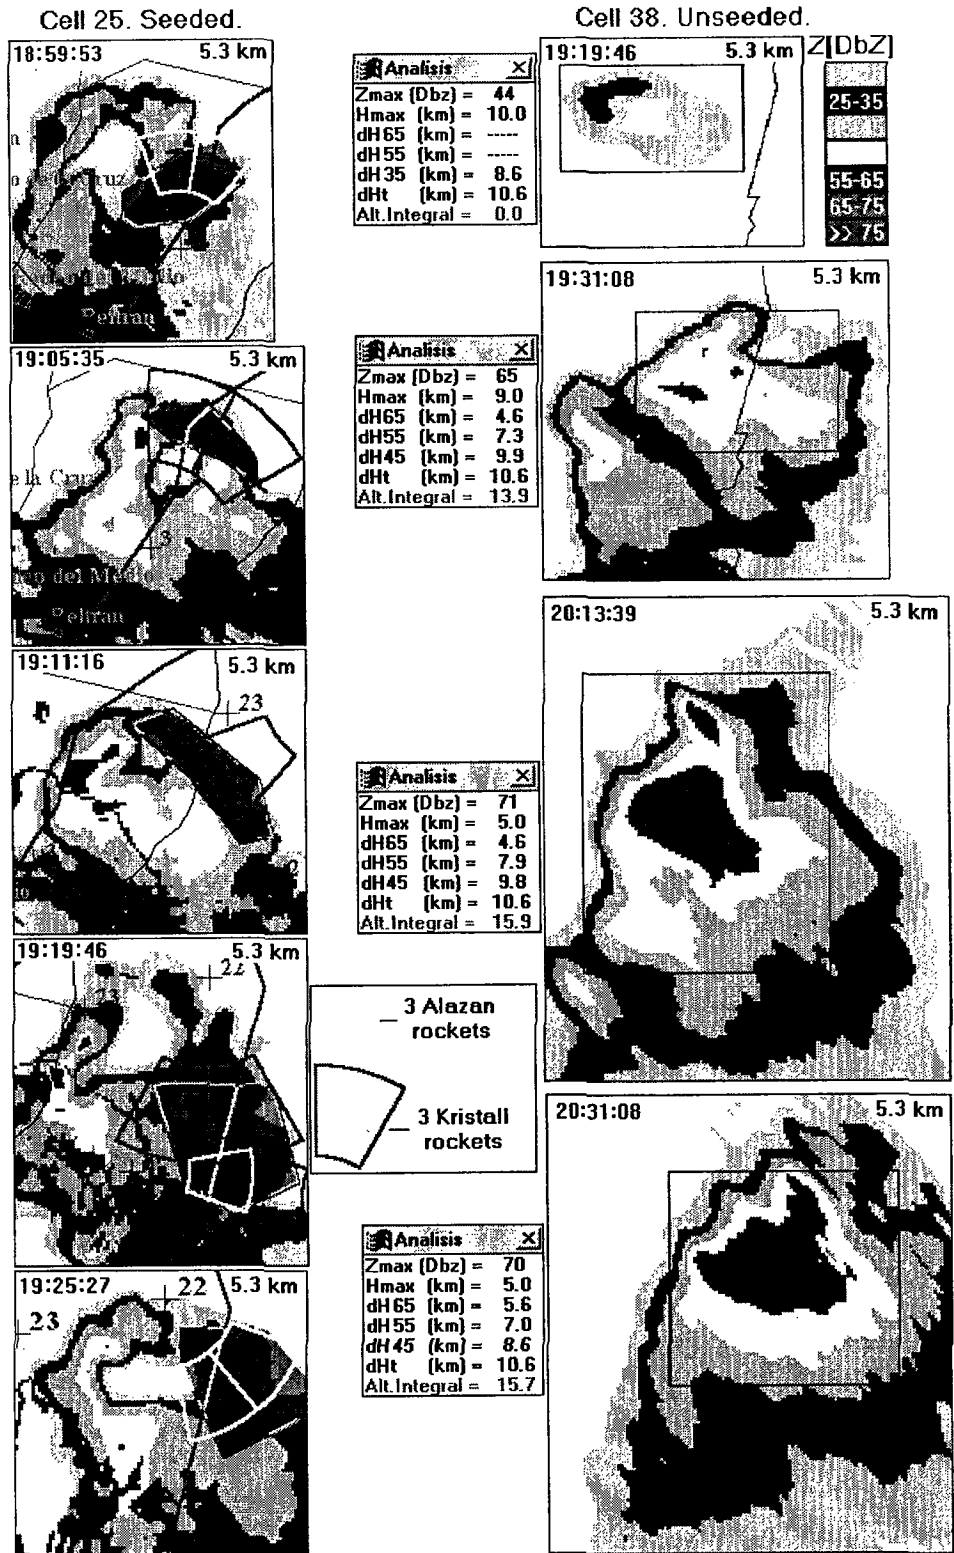 Cell 25. Seeded.
Cell 38. Unseeded.
18:59:53 5.3 km
Beltran
19:05:35 5.3 km
e la Cruz
3
Beltran
19:11:16 5.3 km
23
2
19:19:46 5.3 km
22
23
19:25:27 5.3 km
22
23
Analisis
Zmax (Dbz) = 44
Hmax (km) = 10.0
dH65 (km) = -----
dH55 (km) = -----
dH35 (km) = 8.6
dHt (km) = 10.6
Alt.Integral = 0.0
Analisis
Zmax (Dbz) = 65
Hmax (km) = 9.0
dH65 (km) = 4.6
dH55 (km) = 7.3
dH45 (km) = 9.9
dHt (km) = 10.6
Alt.Integral = 13.9
Analisis
Zmax (Dbz) = 71
Hmax (km) = 5.0
dH65 (km) = 4.6
dH55 (km) = 7.9
dH45 (km) = 9.8
dHt (km) = 10.6
Alt.Integral = 15.9
3 Alazan
rockets
3 Kristall
rockets
Analisis
Zmax (Dbz) = 70
Hmax (km) = 5.0
dH65 (km) = 5.6
dH55 (km) = 7.0
dH45 (km) = 8.6
dHt (km) = 10.6
Alt.Integral = 15.7
19:19:46 5.3 km
Z[DbZ]
25-35
55-65
65-75
>> 75
19:31:08 5.3 km
r
20:13:39 5.3 km
20:31:08 5.3 km